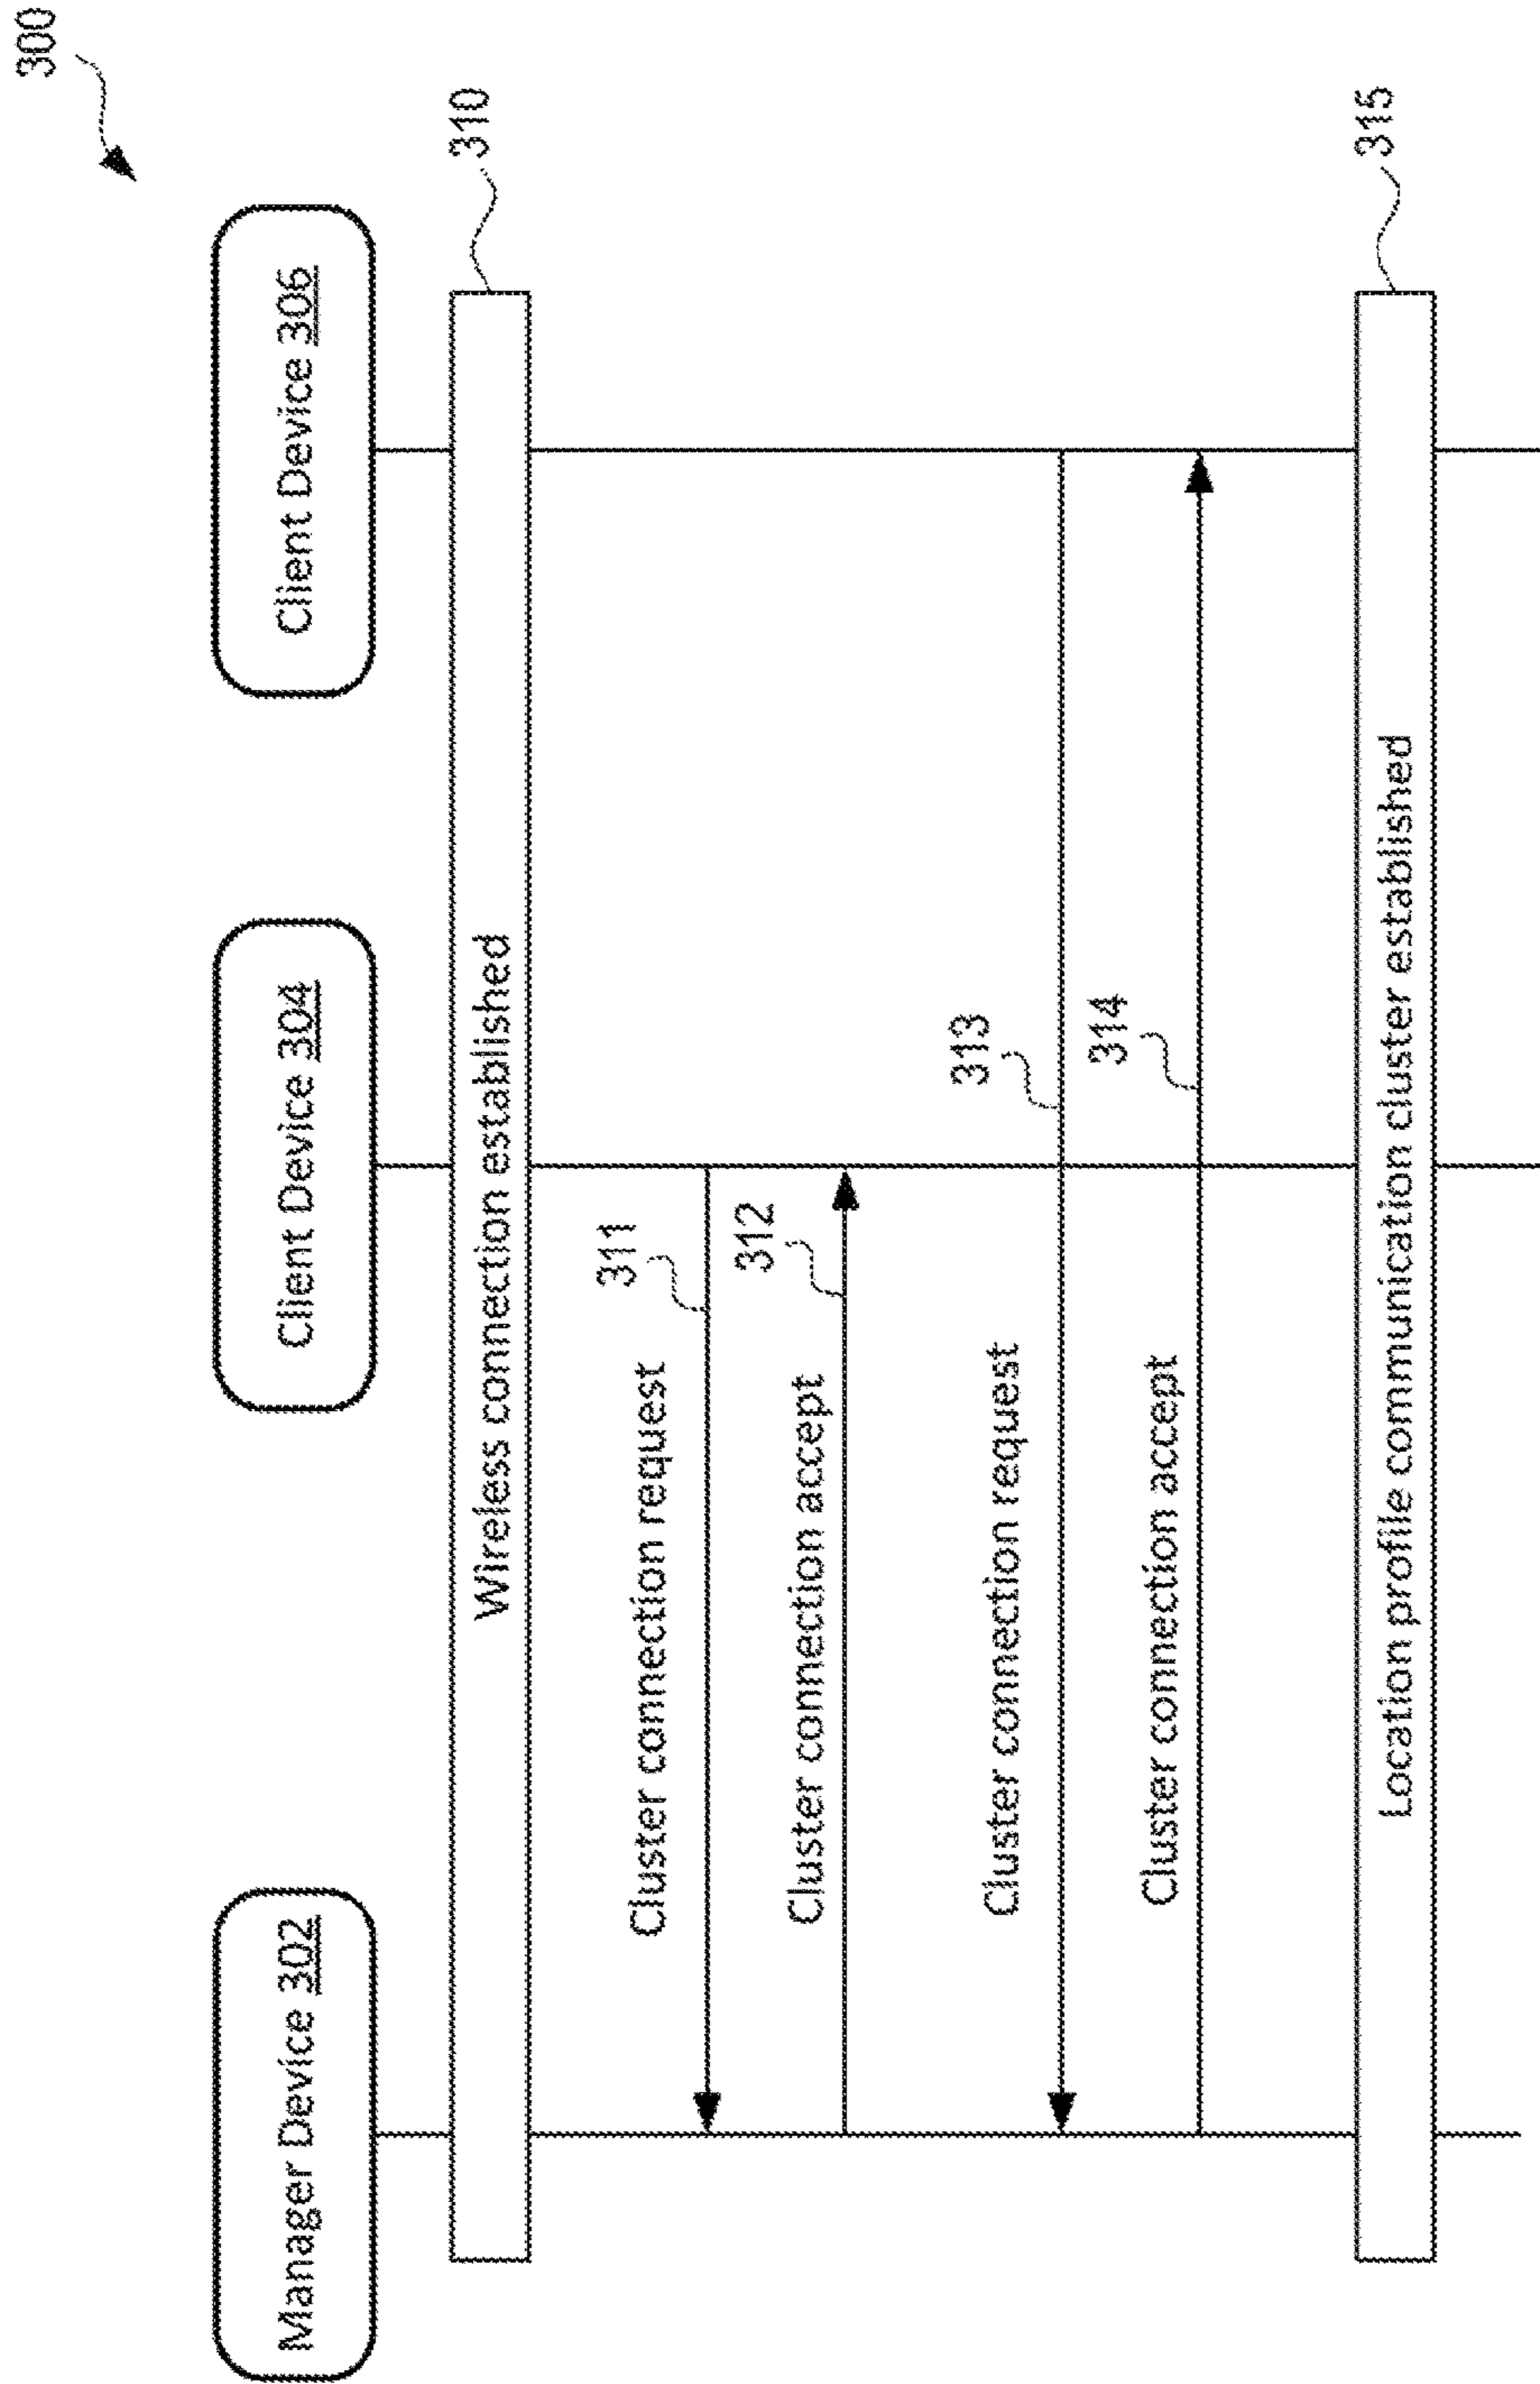 300
Manager Device 302
Client Device 304
Client Device 306
Wireless connection established
310
Cluster connection request
311
Cluster connection accept
312
Cluster connection request
313
Cluster connection accept
314
Location profile communication cluster established
315